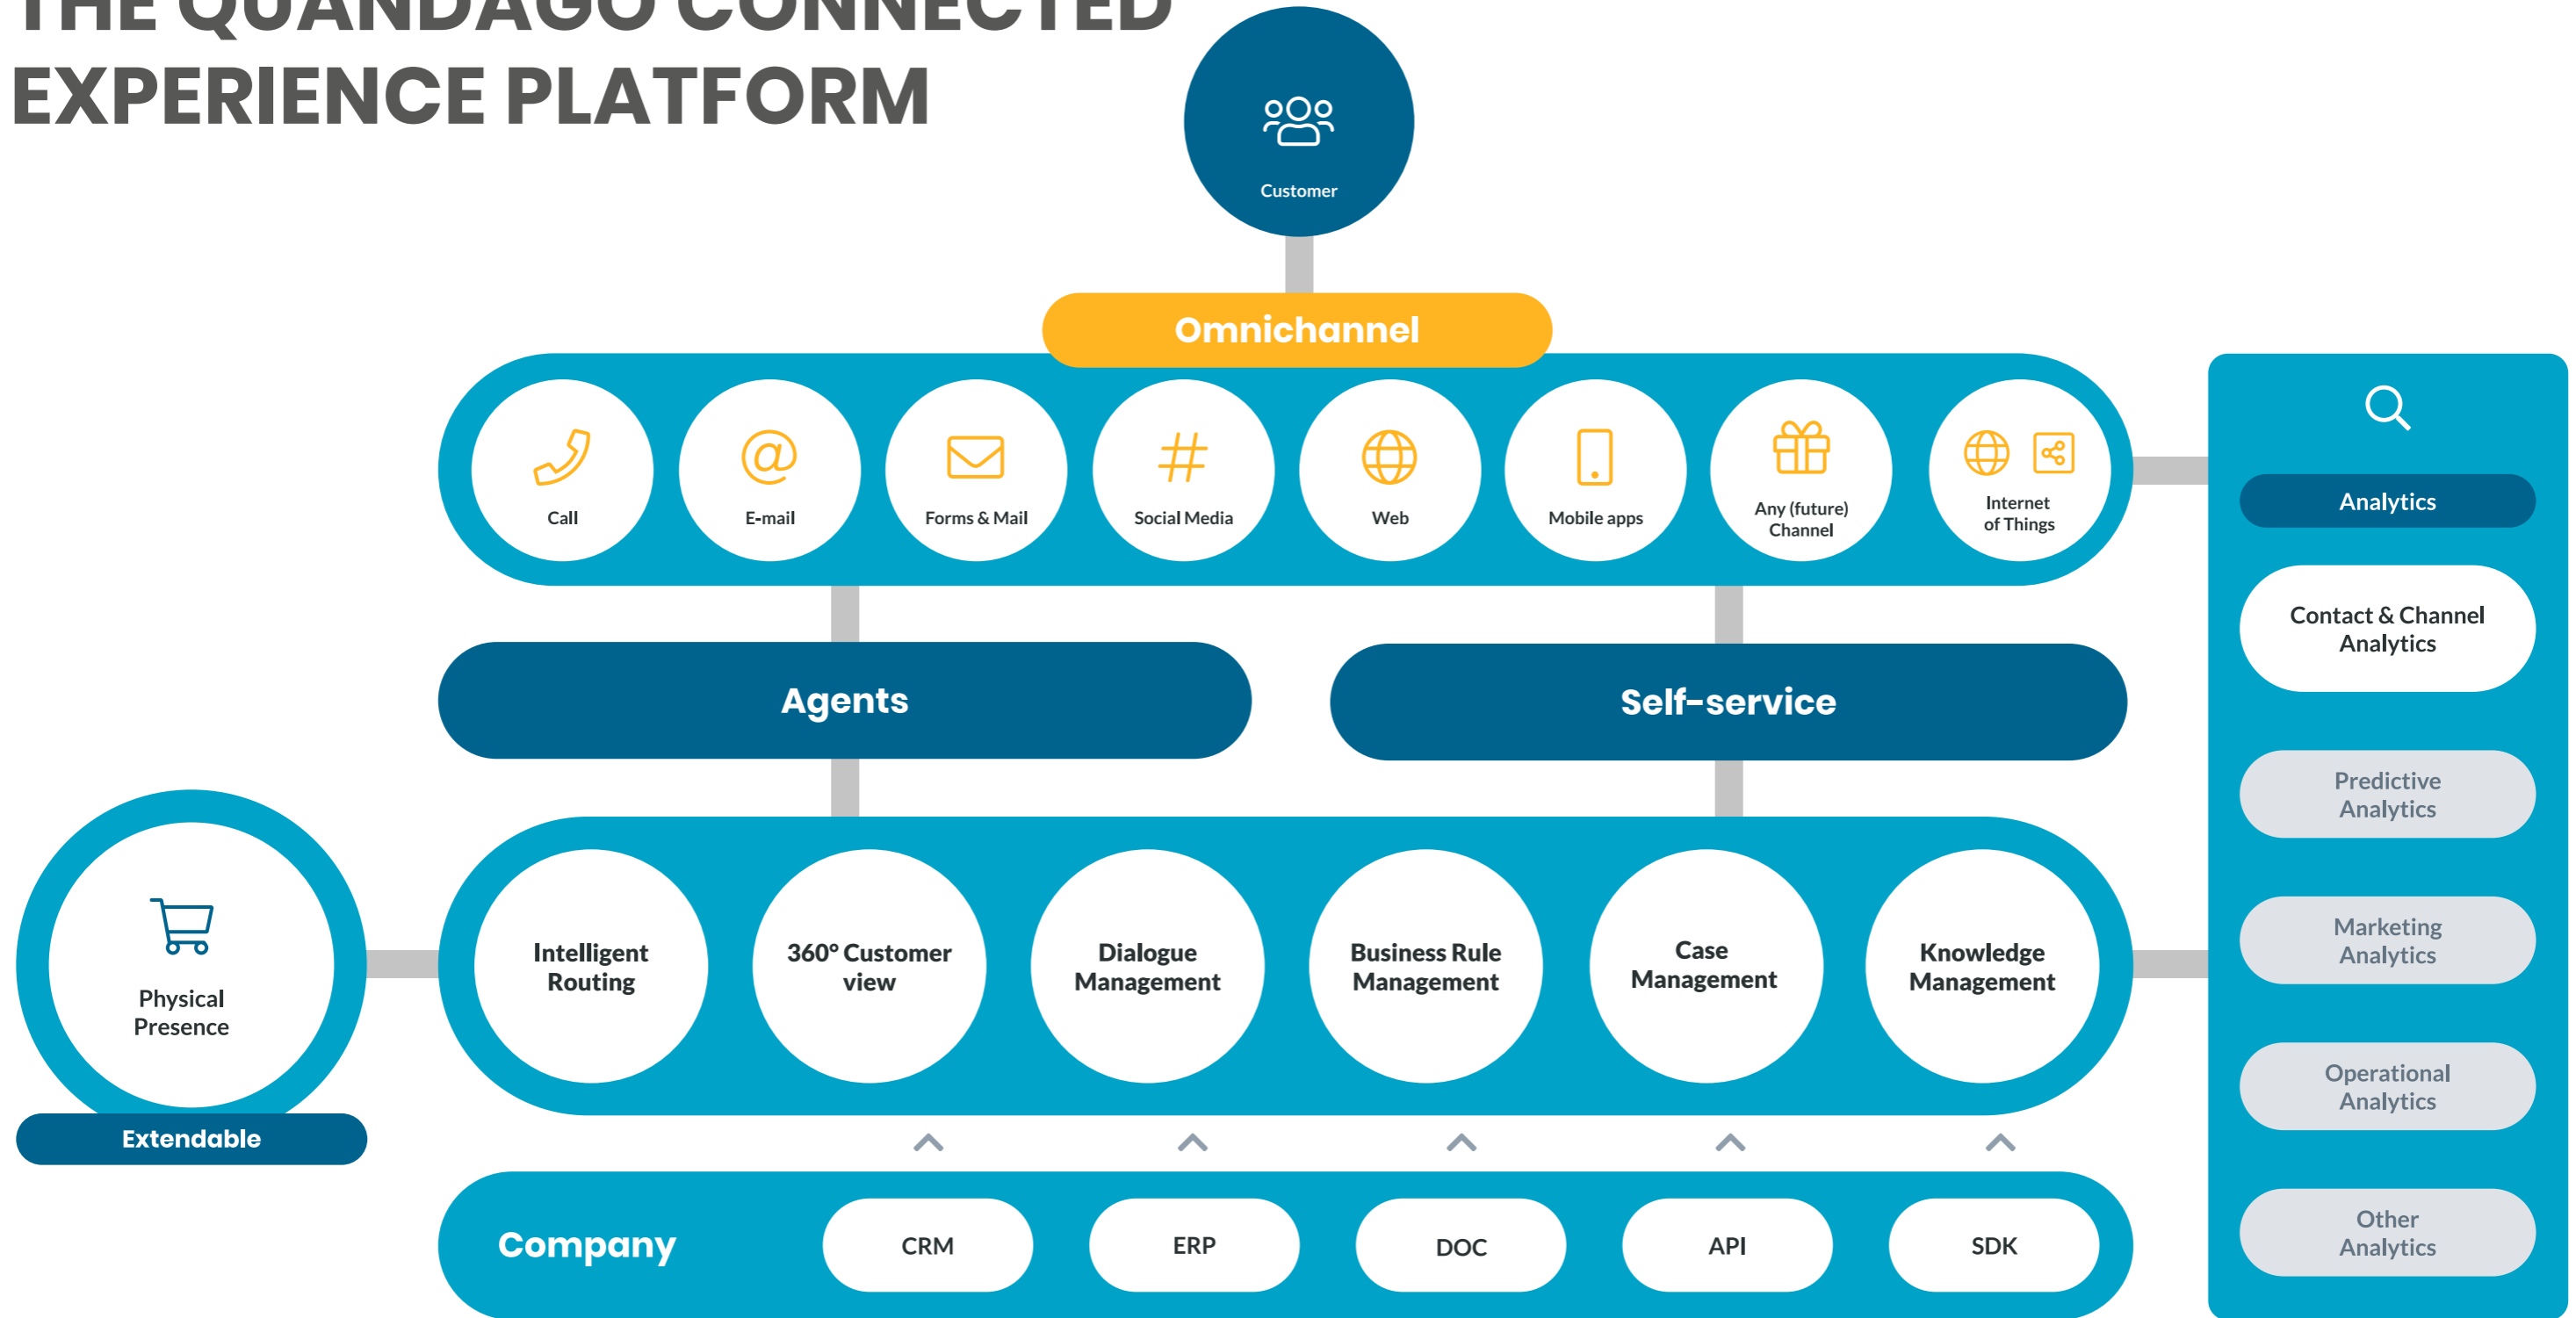 THE QUANDAGO CONNECTED
EXPERIENCE PLATFORM
Customer
Omnichannel
Call
E-mail
Forms & Mail
Social Media
Web
Mobile apps
Any (future)
Channel
Internet
of Things
Analytics
Contact & Channel
Analytics
Predictive
Analytics
Marketing
Analytics
Operational
Analytics
Other
Analytics
Agents
Self-service
Physical
Presence
Extendable
Intelligent
Routing
360° Customer
view
Dialogue
Management
Business Rule
Management
Case
Management
Knowledge
Management
Company
CRM
ERP
DOC
API
SDK